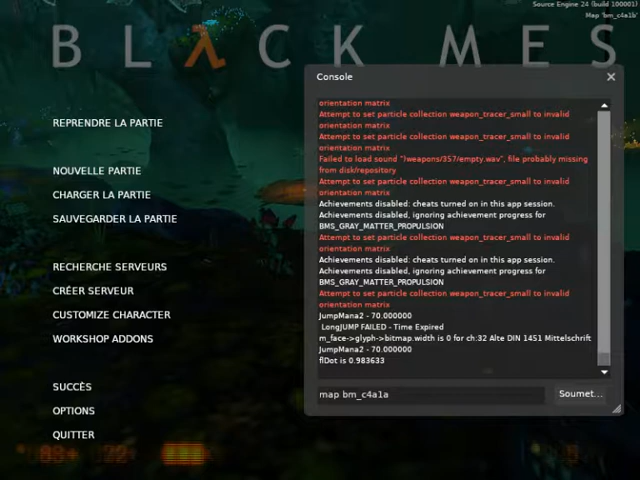 Source Engine 24 (build 100001)
Map 'bm_c4a1b'
BLλCK MES
Console
orientation matrix
Attempt to set particle collection weapon_tracer_small to invalid
orientation matrix
Attempt to set particle collection weapon_tracer_small to invalid
orientation matrix
Failed to load sound "!weapons/357/empty.wav", file probably missing
from disk/repository
Attempt to set particle collection weapon_tracer_small to invalid
orientation matrix
Achievements disabled: cheats turned on in this app session.
Achievements disabled, ignoring achievement progress for
BMS_GRAY_MATTER_PROPULSION
Attempt to set particle collection weapon_tracer_small to invalid
orientation matrix
Achievements disabled: cheats turned on in this app session.
Achievements disabled, ignoring achievement progress for
BMS_GRAY_MATTER_PROPULSION
Attempt to set particle collection weapon_tracer_small to invalid
orientation matrix
JumpMana2 - 70.000000
LongJUMP FAILED - Time Expired
m_face->glyph->bitmap.width is 0 for ch:32 Alte DIN 1451 Mittelschrift
JumpMana2 - 70.000000
flDot is 0.983633
map bm_c4a1a
Soumet...
REPRENDRE LA PARTIE
NOUVELLE PARTIE
CHARGER LA PARTIE
SAUVEGARDER LA PARTIE
RECHERCHE SERVEURS
CRÉER SERVEUR
CUSTOMIZE CHARACTER
WORKSHOP ADDONS
SUCCÈS
OPTIONS
QUITTER